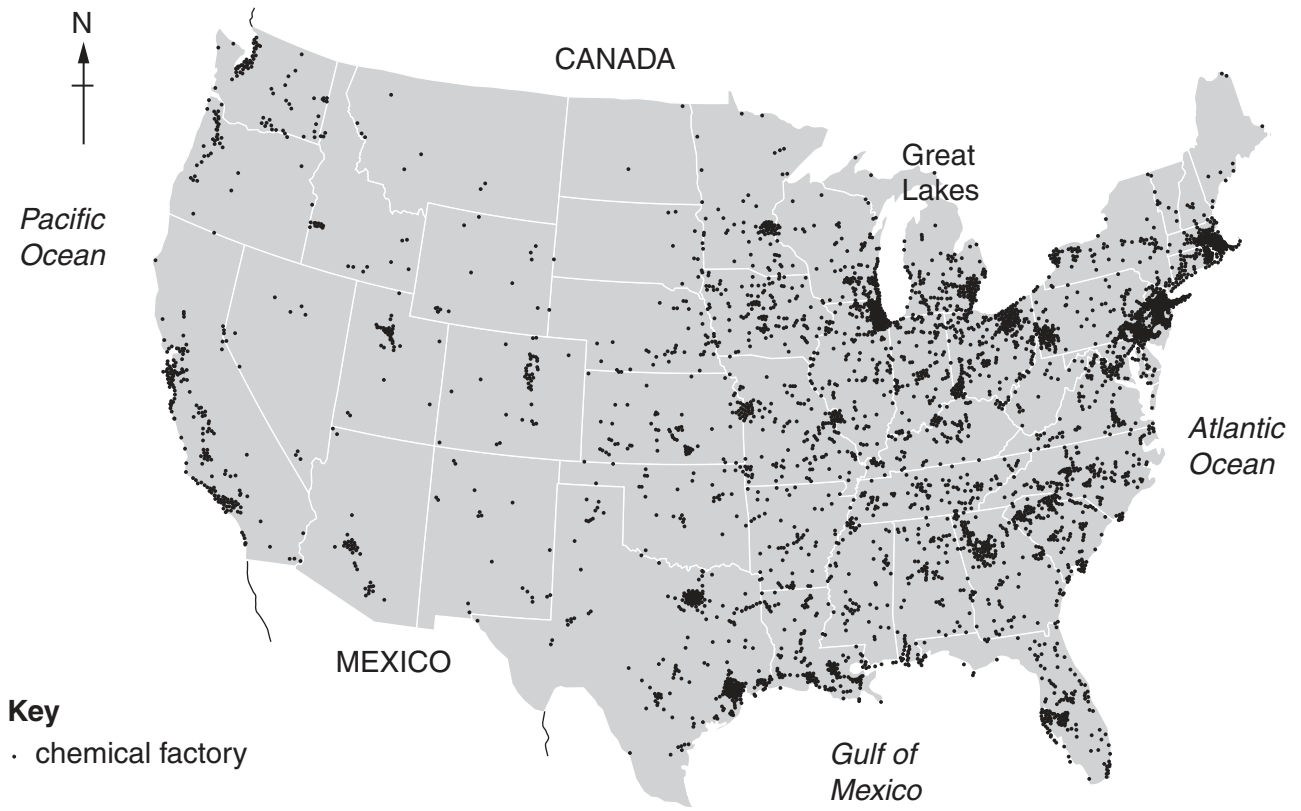 N
CANADA
Great
Lakes
Pacific
Ocean
Atlantic
Ocean
MEXICO
Key
chemical factory
Gulf of
Mexico